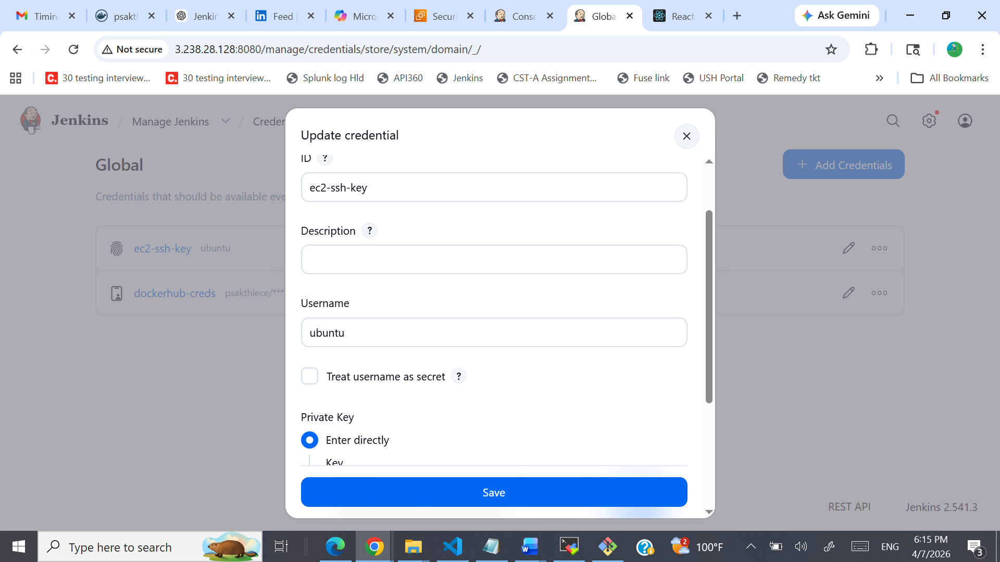 Timin
psakt
Jenkin
Feed
Micro
Securi
Conso
Globa
React
Ask Gemini
Not secure
3.238.28.128:8080/manage/credentials/store/system/domain/_/
30 testing interview...
30 testing interview...
Splunk log Hld
API360
Jenkins
CST-A Assignment...
Fuse link
USH Portal
Remedy tkt
»
All Bookmarks
Jenkins / Manage Jenkins / Creden
Update credential
Global
+ Add Credentials
ID ?
ec2-ssh-key
Credentials that should be available eve
Description ?
ec2-ssh-key ubuntu
dockerhub-creds psakthiece/****
Username
ubuntu
Treat username as secret ?
Private Key
Enter directly
Key
Save
REST API
Jenkins 2.541.3
Type here to search
2
100°F
ENG
6:15 PM
4/7/2026
3